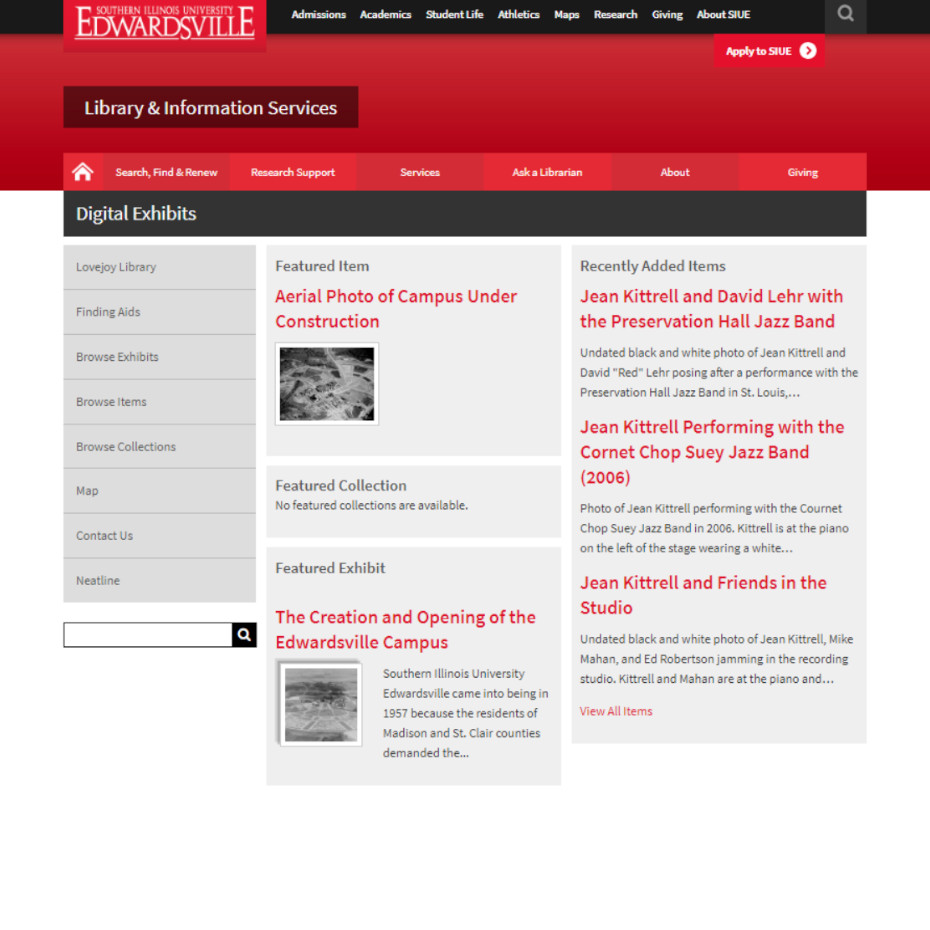 SOUTHERN ILLINOIS UNIVERSITY
EDWARDSVILLE
Admissions Academics Student Life Athletics Maps Research Giving About SIUE
Apply to SIUE
Library & Information Services
Search, Find & Renew Research Support Services Ask a Librarian About Giving
Digital Exhibits
Lovejoy Library
Finding Aids
Browse Exhibits
Browse Items
Browse Collections
Map
Contact Us
Neatline
Featured Item
Aerial Photo of Campus Under
Construction
Featured Collection
No featured collections are available.
Featured Exhibit
The Creation and Opening of the
Edwardsville Campus
Southern Illinois University
Edwardsville came into being in
1957 because the residents of
Madison and St. Clair counties
demanded the...
Recently Added Items
Jean Kittrell and David Lehr with
the Preservation Hall Jazz Band
Undated black and white photo of Jean Kittrell and
David "Red" Lehr posing after a performance with the
Preservation Hall Jazz Band in St. Louis,…
Jean Kittrell Performing with the
Cornet Chop Suey Jazz Band
(2006)
Photo of Jean Kittrell performing with the Cournet
Chop Suey Jazz Band in 2006. Kittrell is at the piano
on the left of the stage wearing a white…
Jean Kittrell and Friends in the
Studio
Undated black and white photo of Jean Kittrell, Mike
Mahan, and Ed Robertson jamming in the recording
studio. Kittrell and Mahan are at the piano and…
View All Items